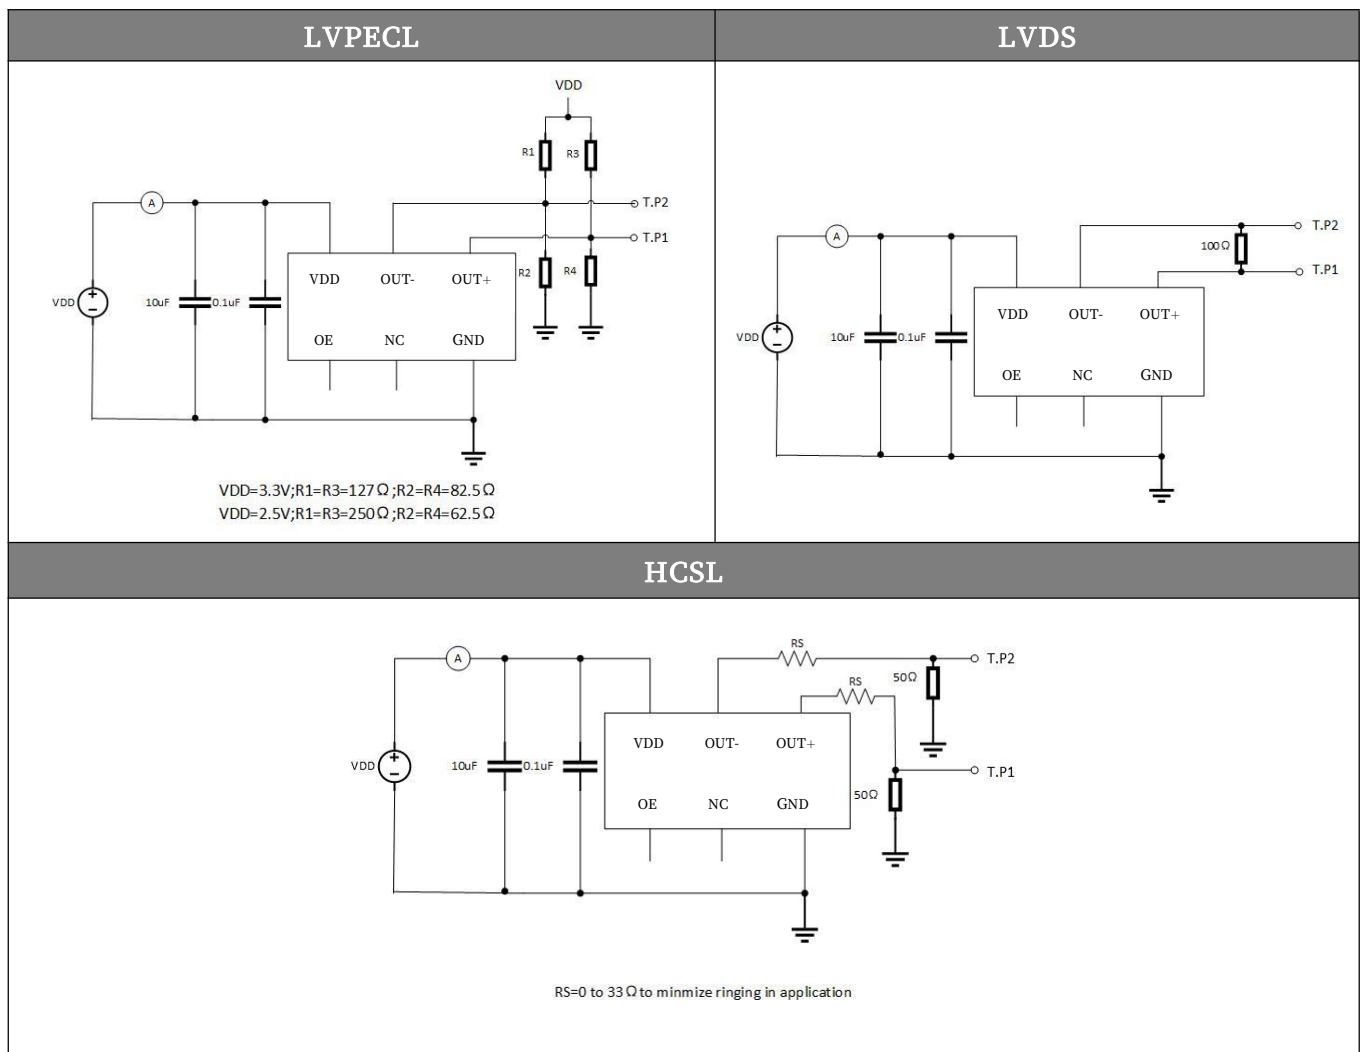 LVPECL
VDD
R1
R3
A
T.P2
T.P1
VDD
OUT-
OUT+
R2
R4
VDD
10uF
0.1uF
OE
NC
GND
VDD=3.3V;R1=R3=127Ω;R2=R4=82.5Ω
VDD=2.5V;R1=R3=250Ω;R2=R4=62.5Ω
LVDS
A
T.P2
100Ω
T.P1
VDD
OUT-
OUT+
VDD
10uF
0.1uF
OE
NC
GND
HCSL
RS
A
T.P2
RS
50Ω
VDD
OUT-
OUT+
VDD
10uF
0.1uF
T.P1
50Ω
OE
NC
GND
RS=0 to 33Ω to minmize ringing in application